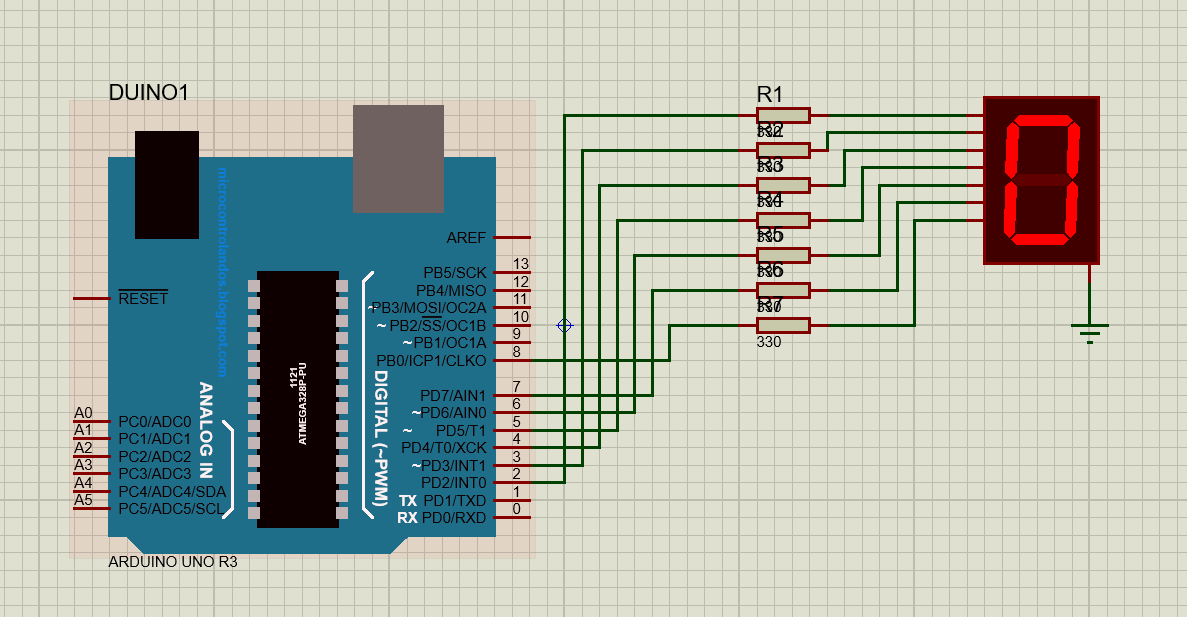 DUINO1
microcontrolandos.blogspot.com
RESET
1121
ATMEGA328P-PU
ANALOG IN
DIGITAL (~PWM)
A0 PC0/ADC0
A1 PC1/ADC1
A2 PC2/ADC2
A3 PC3/ADC3
A4 PC4/ADC4/SDA
A5 PC5/ADC5/SCL
AREF
PB5/SCK 13
PB4/MISO 12
~PB3/MOSI/OC2A 11
~ PB2/SS/OC1B 10
~PB1/OC1A 9
PB0/ICP1/CLKO 8
PD7/AIN1 7
~PD6/AIN0 6
~ PD5/T1 5
PD4/T0/XCK 4
~PD3/INT1 3
PD2/INT0 2
TX PD1/TXD 1
RX PD0/RXD 0
ARDUINO UNO R3
R1
330
R2
330
R3
330
R4
330
R5
330
R6
330
R7
330
0